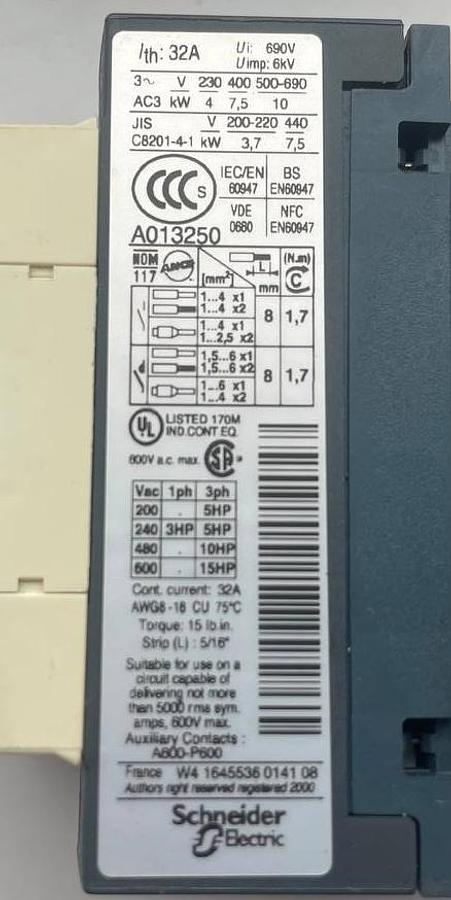 Ith: 32A Ui: 690V
Uimp: 6kV
3~ V 230 400 500-690
AC3 kW 4 7,5 10
JIS V 200-220 440
C8201-4-1 kW 3,7 7,5
CCC S IEC/EN 60947 BS EN60947
VDE 0660 NFC EN60947
A013250
NOM 117 ANCE [mm²] L mm (N.m) C
1...4 x1
1...4 x2
8 1,7
1...4 x1
1...2,5 x2
1,5...6 x1
1,5...6 x2
8 1,7
1...6 x1
1...4 x2
UL LISTED 170M
IND.CONT EQ.
600V a.c. max. SA
Vac 1ph 3ph
200 . 5HP
240 3HP 5HP
480 . 10HP
600 . 15HP
Cont. current: 32A
AWG8-18 CU 75°C
Torque: 15 lb.in.
Strip (L) : 5/16"
Suitable for use on a
circuit capable of
delivering not more
than 5000 rms sym.
amps, 600V max.
Auxiliary Contacts :
A600-P600
France W4 1645536 0141 08
Authors right reserved registered 2000
Schneider
Electric